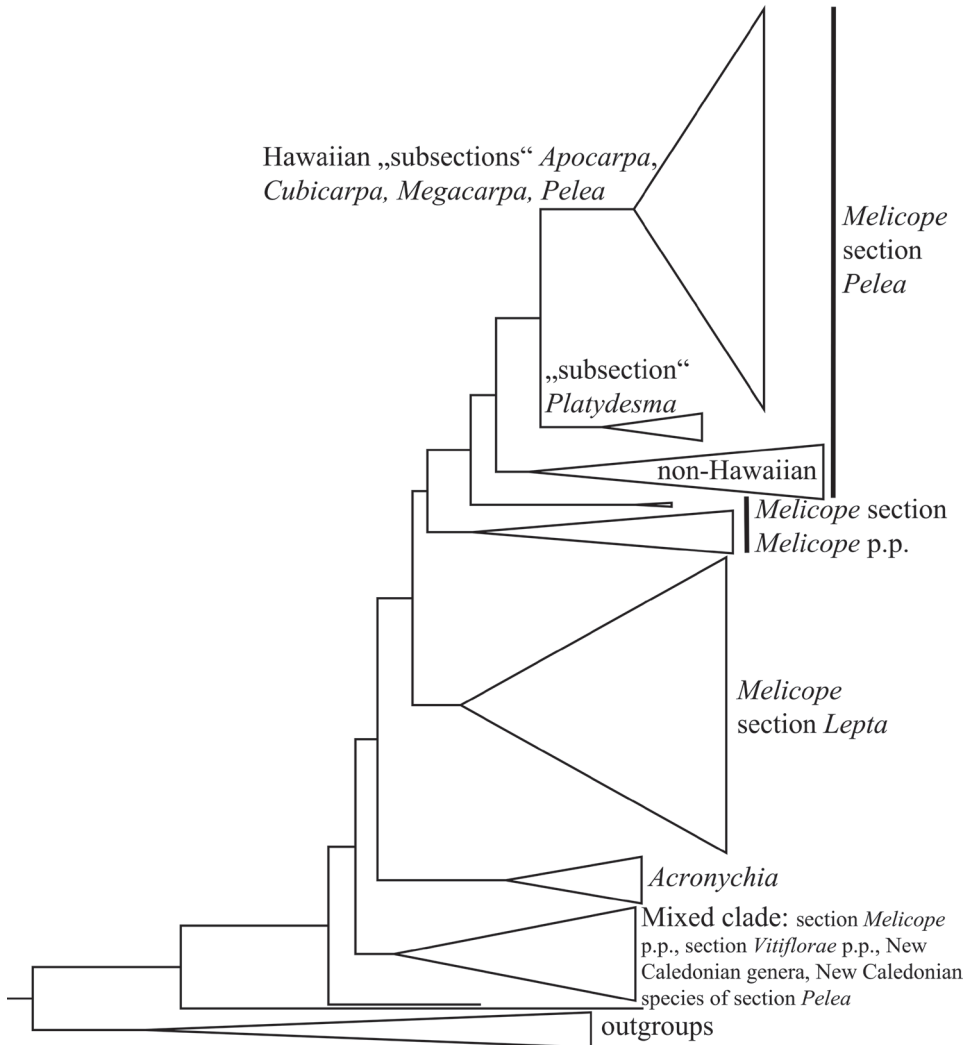 Hawaiian „subsections“ Apocarpa,
Cubicarpa, Megacarpa, Pelea
Melicope
section
Pelea
„subsection“
Platydesma
non-Hawaiian
Melicope section
Melicope p.p.
Melicope
section Lepta
Acronychia
Mixed clade: section Melicope
p.p., section Vitiflorae p.p., New
Caledonian genera, New Caledonian
species of section Pelea
outgroups